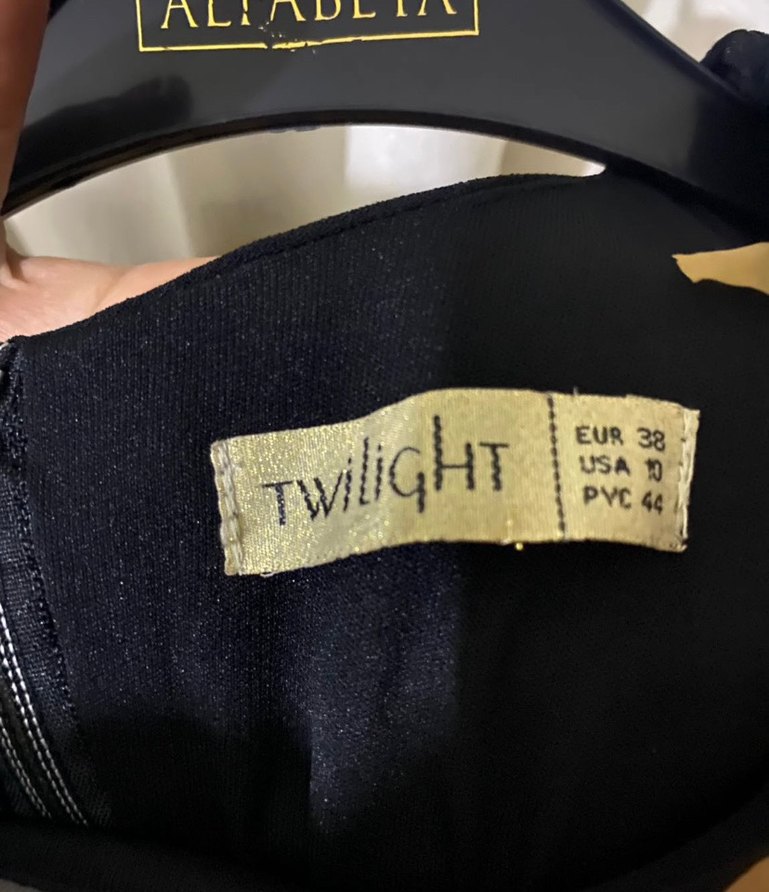 ALFABETA
TWiliGHT
EUR 38
USA 10
РУС 44